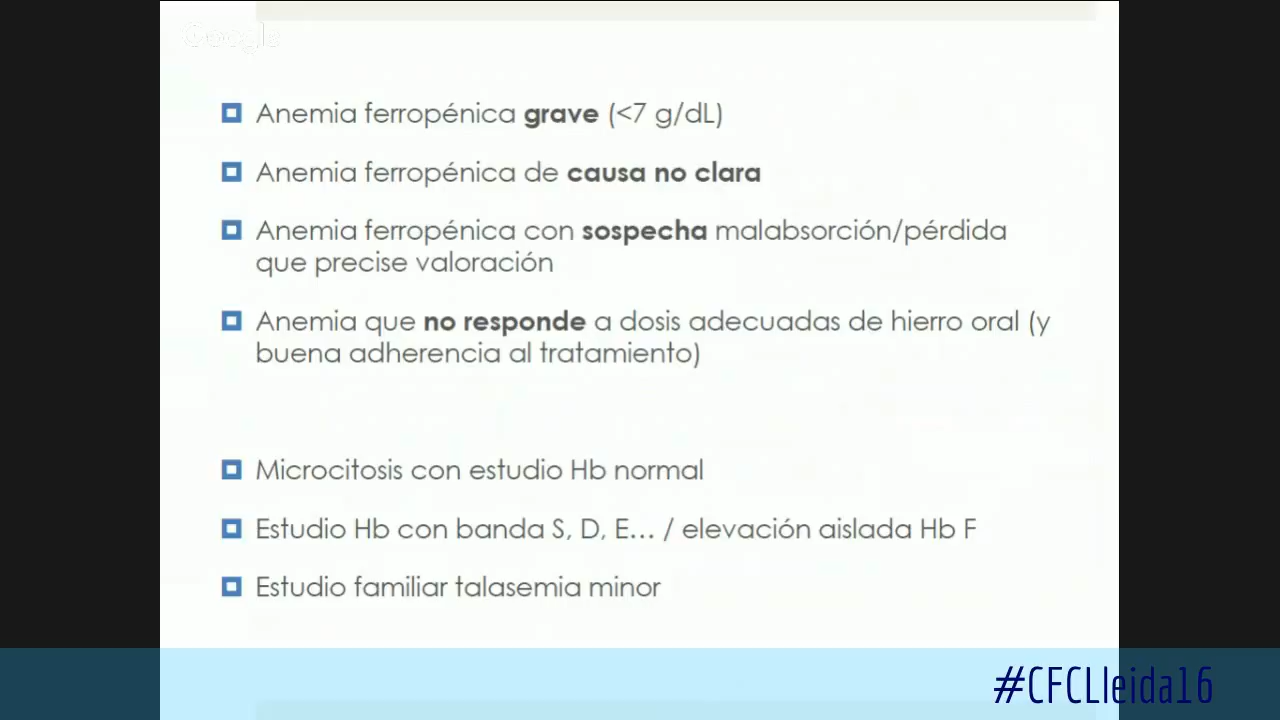 Google
Anemia ferropénica grave (<7 g/dL)
Anemia ferropénica de causa no clara
Anemia ferropénica con sospecha malabsorción/pérdida
que precise valoración
Anemia que no responde a dosis adecuadas de hierro oral (y
buena adherencia al tratamiento)
Microcitosis con estudio Hb normal
Estudio Hb con banda S, D, E... / elevación aislada Hb F
Estudio familiar talasemia minor
#CFCLleida16